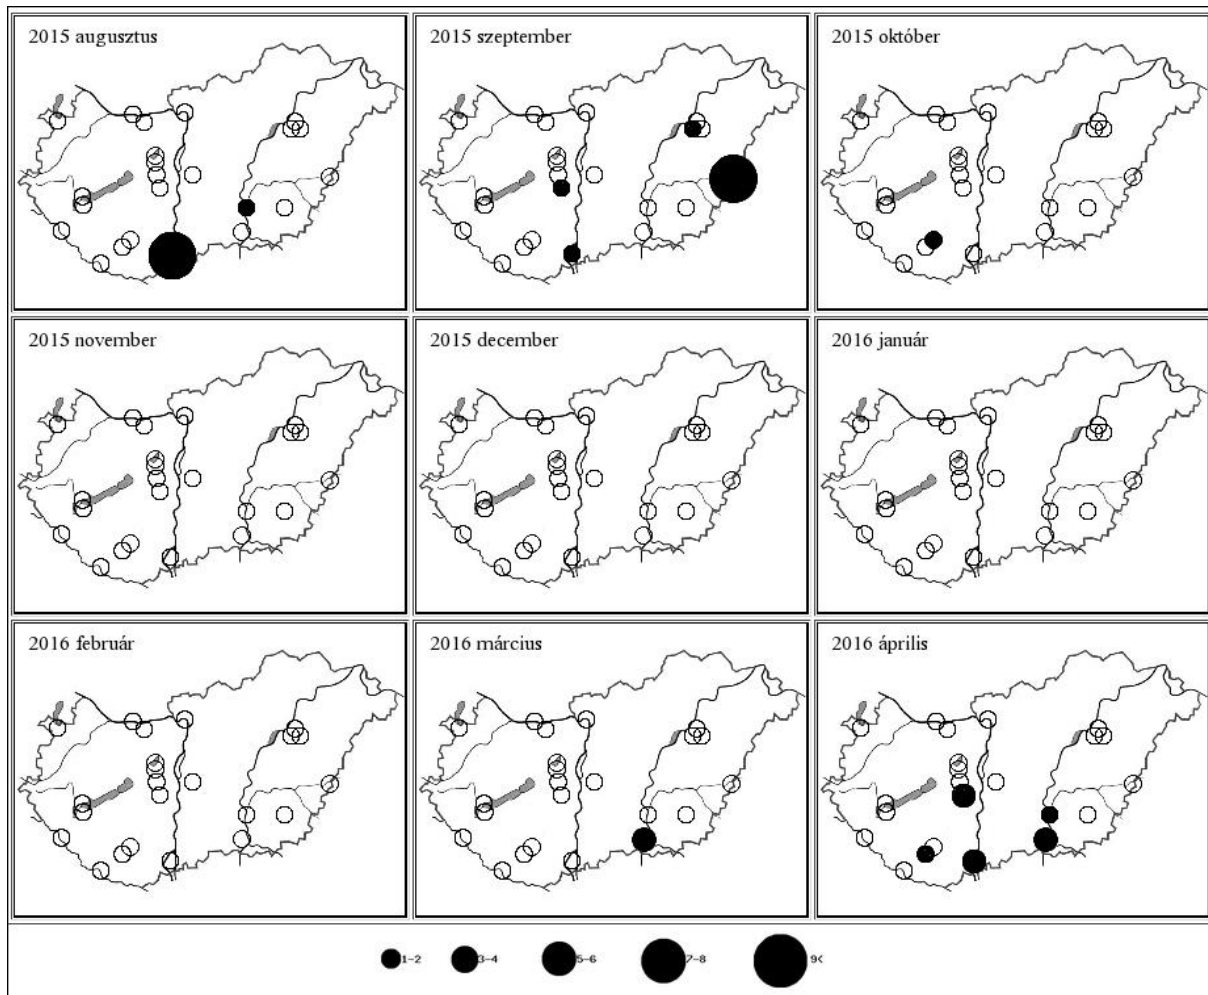 2015 augusztus
2015 szeptember
2015 október
2015 november
2015 december
2016 január
2016 február
2016 március
2016 április
1-2
3-4
5-6
7-8
9<